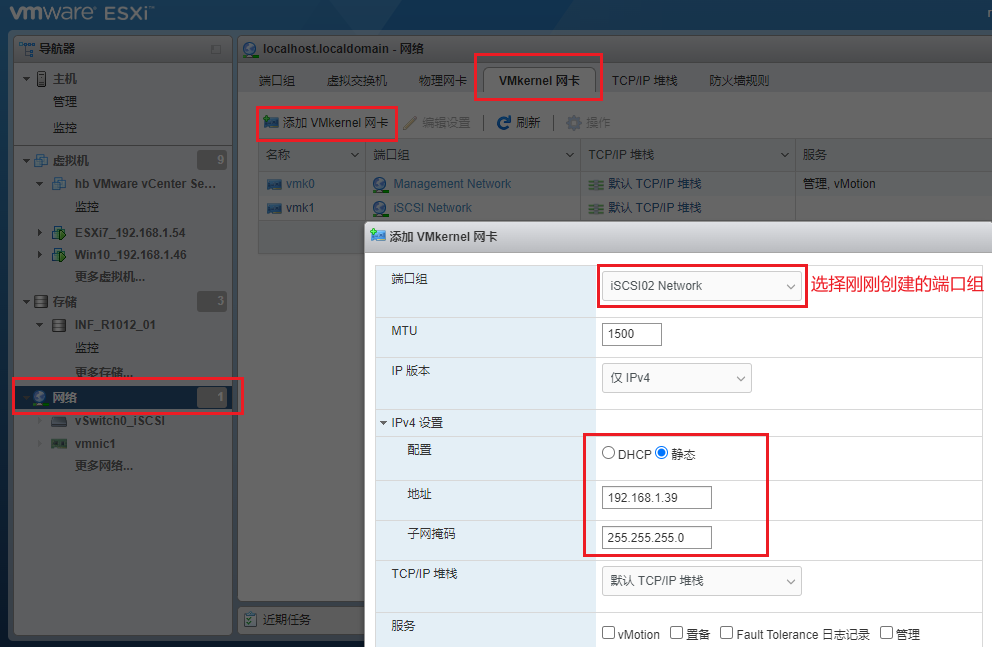 vmware ESXi™
导航器
主机
管理
监控
虚拟机 9
hb VMware vCenter Se...
监控
ESXi7_192.168.1.54
Win10_192.168.1.46
更多虚拟机...
存储 3
INF_R1012_01
监控
更多存储...
网络 1
vSwitch0_iSCSI
vmnic1
更多网络...
localhost.localdomain - 网络
端口组 虚拟交换机 物理网卡 VMkernel 网卡 TCP/IP 堆栈 防火墙规则
添加 VMkernel 网卡 编辑设置 刷新 操作
名称 端口组 TCP/IP 堆栈 服务
vmk0 Management Network 默认 TCP/IP 堆栈 管理, vMotion
vmk1 iSCSI Network 默认 TCP/IP 堆栈
添加 VMkernel 网卡
端口组 iSCSI02 Network 选择刚刚创建的端口组
MTU 1500
IP 版本 仅 IPv4
IPv4 设置
配置 DHCP 静态
地址 192.168.1.39
子网掩码 255.255.255.0
TCP/IP 堆栈 默认 TCP/IP 堆栈
服务 vMotion 置备 Fault Tolerance 日志记录 管理
近期任务